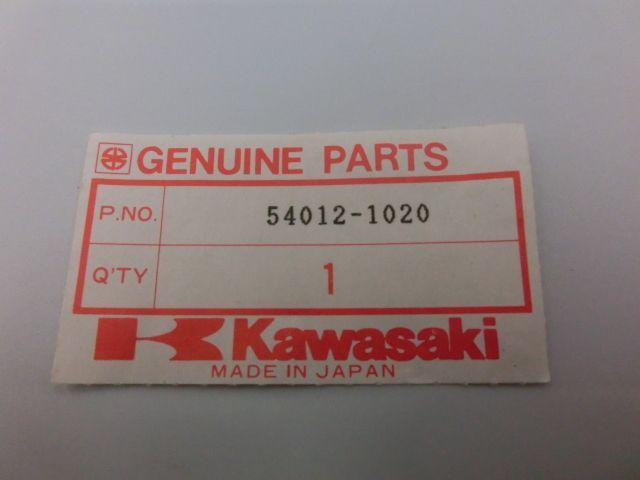 GENUINE PARTS
P.NO. 54012-1020
Q'TY 1
Kawasaki
MADE IN JAPAN